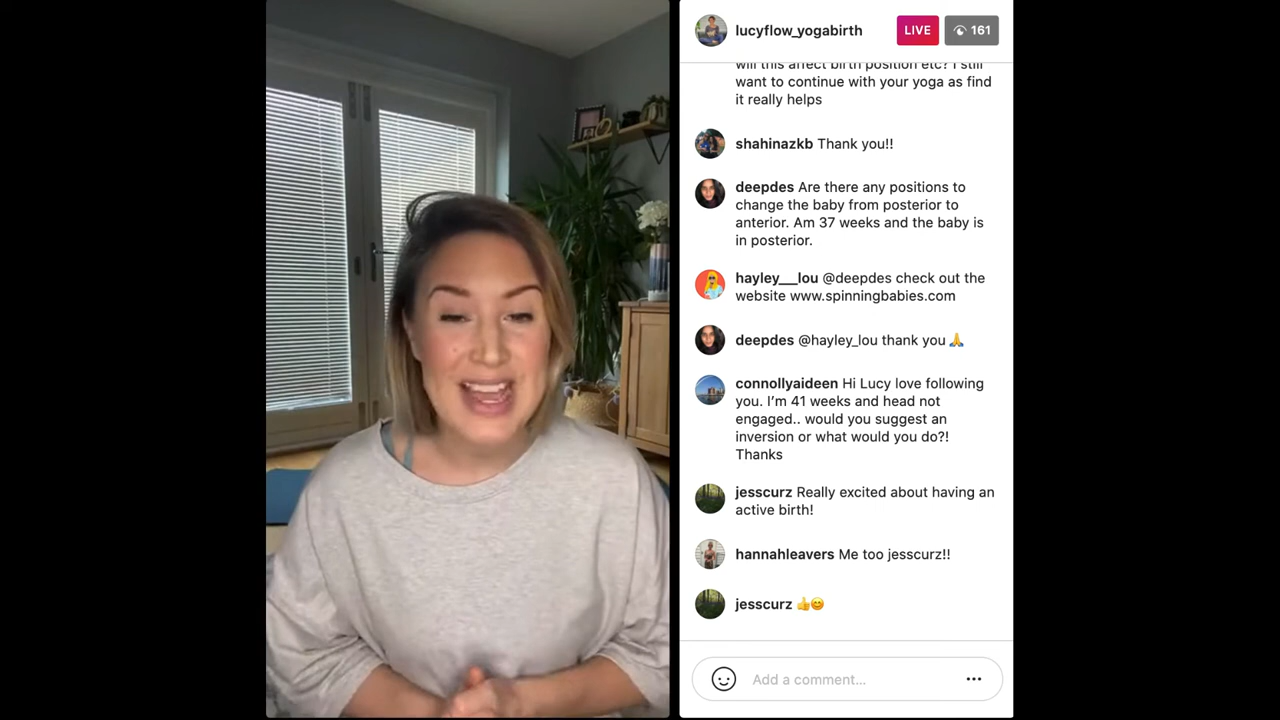 lucyflow_yogabirth LIVE 161
will this affect birth position etc? I still
want to continue with your yoga as find
it really helps
shahinazkb Thank you!!
deepdes Are there any positions to
change the baby from posterior to
anterior. Am 37 weeks and the baby is
in posterior.
hayley___lou @deepdes check out the
website www.spinningbabies.com
deepdes @hayley_lou thank you 🙏
connollyaideen Hi Lucy love following
you. I’m 41 weeks and head not
engaged.. would you suggest an
inversion or what would you do?!
Thanks
jesscurz Really excited about having an
active birth!
hannahleavers Me too jesscurz!!
jesscurz 👍😊
Add a comment...